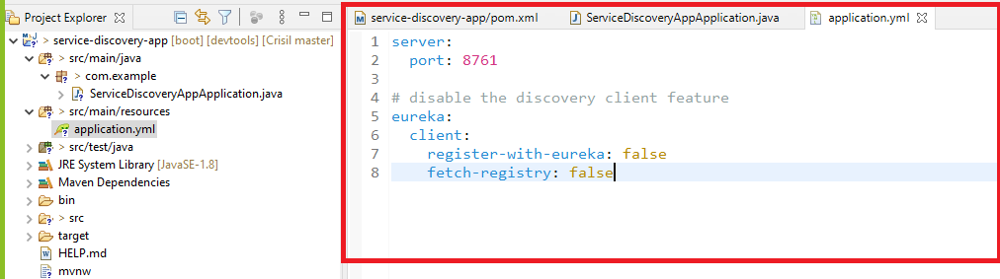 Project Explorer
service-discovery-app [boot] [devtools] [Crisil master]
src/main/java
com.example
ServiceDiscoveryAppApplication.java
src/main/resources
application.yml
src/test/java
JRE System Library [JavaSE-1.8]
Maven Dependencies
bin
src
target
HELP.md
mvnw
service-discovery-app/pom.xml ServiceDiscoveryAppApplication.java application.yml
1 server:
2   port: 8761
3
4 # disable the discovery client feature
5 eureka:
6   client:
7     register-with-eureka: false
8     fetch-registry: false